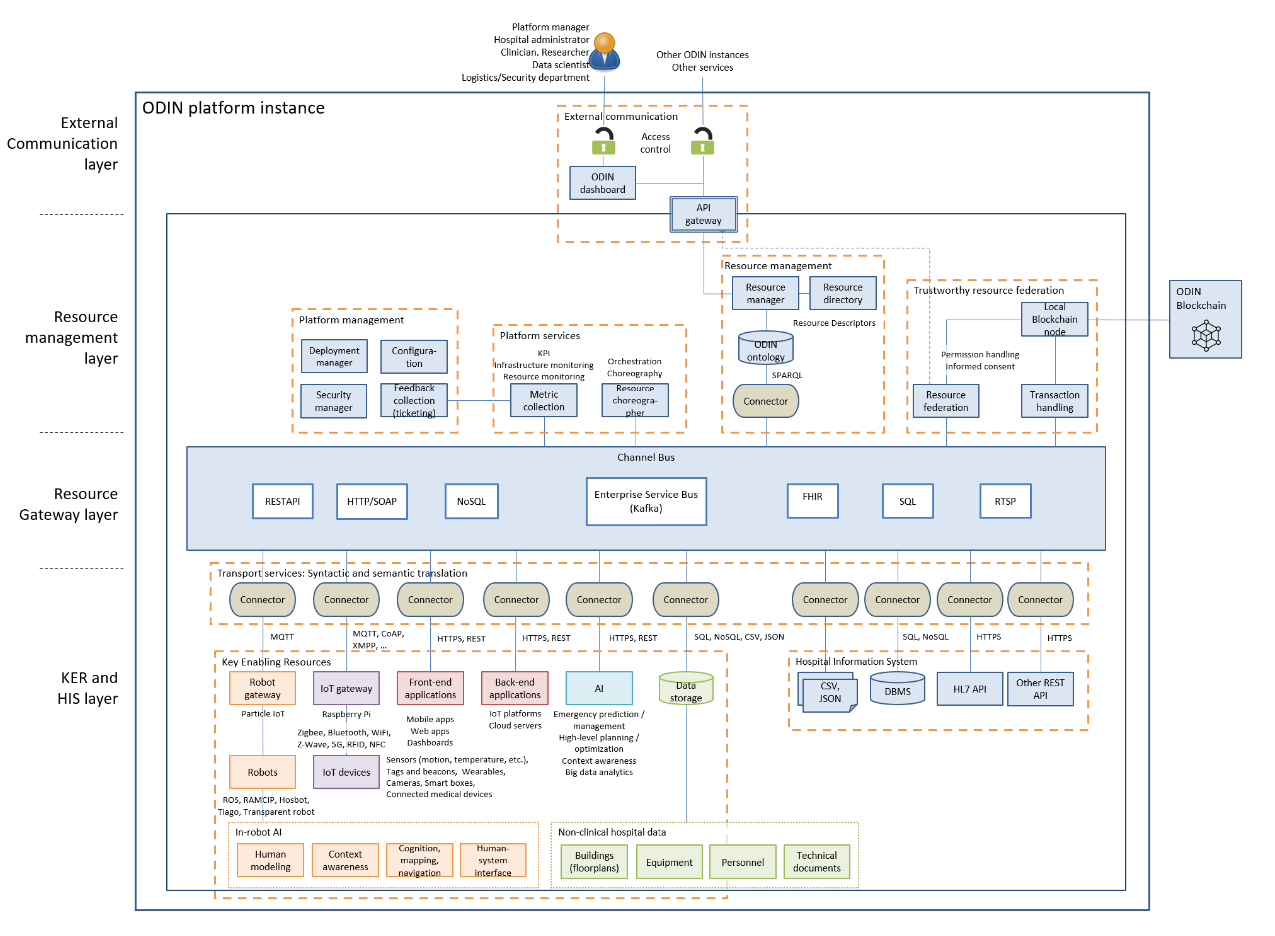 Platform manager
Hospital administrator
Clinician. Researcher
Data scientist
Logistics/Security department
Other ODIN instances
Other services
ODIN platform instance
External
Communication
layer
External communication
Access
control
ODIN
dashboard
API
gateway
Resource
management
layer
Platform management
Deployment
manager
Configura-
tion
Security
manager
Feedback
collection
(ticketing)
Platform services
KPI
Infrastructure monitoring
Resource monitoring
Orchestration
Choreography
Metric
collection
Resource
choreogra-
pher
Resource management
Resource
manager
Resource
directory
Resource Descriptors
ODIN
ontology
SPARQL
Connector
Trustworthy resource federation
Local
Blockchain
node
Permission handling
Informed consent
Resource
federation
Transaction
handling
ODIN
Blockchain
Resource
Gateway layer
Channel Bus
RESTAPI
HTTP/SOAP
NoSQL
Enterprise Service Bus
(Kafka)
FHIR
SQL
RTSP
KER and
HIS layer
Transport services: Syntactic and semantic translation
Connector
Connector
Connector
Connector
Connector
Connector
Connector
Connector
Connector
Connector
MQTT
MQTT, CoAP,
XMPP, ...
HTTPS, REST
HTTPS, REST
HTTPS, REST
SQL, NoSQL, CSV, JSON
SQL, NoSQL
HTTPS
HTTPS
Key Enabling Resources
Robot
gateway
IoT gateway
Front-end
applications
Back-end
applications
AI
Data
storage
Particle IoT
Raspberry Pi
Zigbee, Bluetooth, WiFi,
Z-Wave, 5G, RFID, NFC
Mobile apps
Web apps
Dashboards
IoT platforms
Cloud servers
Emergency prediction /
management
High-level planning /
optimization
Context awareness
Big data analytics
Robots
IoT devices
Sensors (motion, temperature, etc.),
Tags and beacons, Wearables,
Cameras, Smart boxes,
Connected medical devices
ROS, RAMCIP, Hosbot,
Tiago, Transparent robot
Hospital Information System
CSV,
JSON
DBMS
HL7 API
Other REST
API
In-robot AI
Human
modeling
Context
awareness
Cognition,
mapping,
navigation
Human-
system
interface
Non-clinical hospital data
Buildings
(floorplans)
Equipment
Personnel
Technical
documents